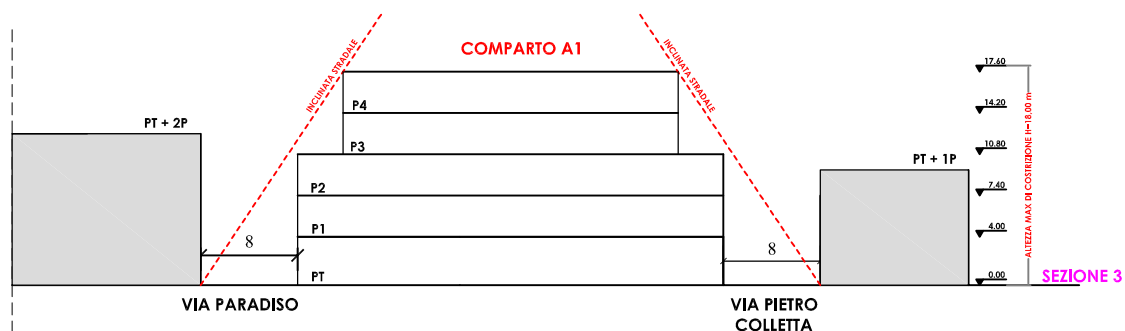 COMPARTO A1
INCLINATA STRADALE
INCLINATA STRADALE
17.60
P4
14.20
PT + 2P
P3
10.80
PT + 1P
P2
7.40
P1
4.00
8
8
PT
0.00
ALTEZZA MAX DI COSTRIZIONE H=18,00 m
SEZIONE 3
VIA PARADISO
VIA PIETRO
COLLETTA